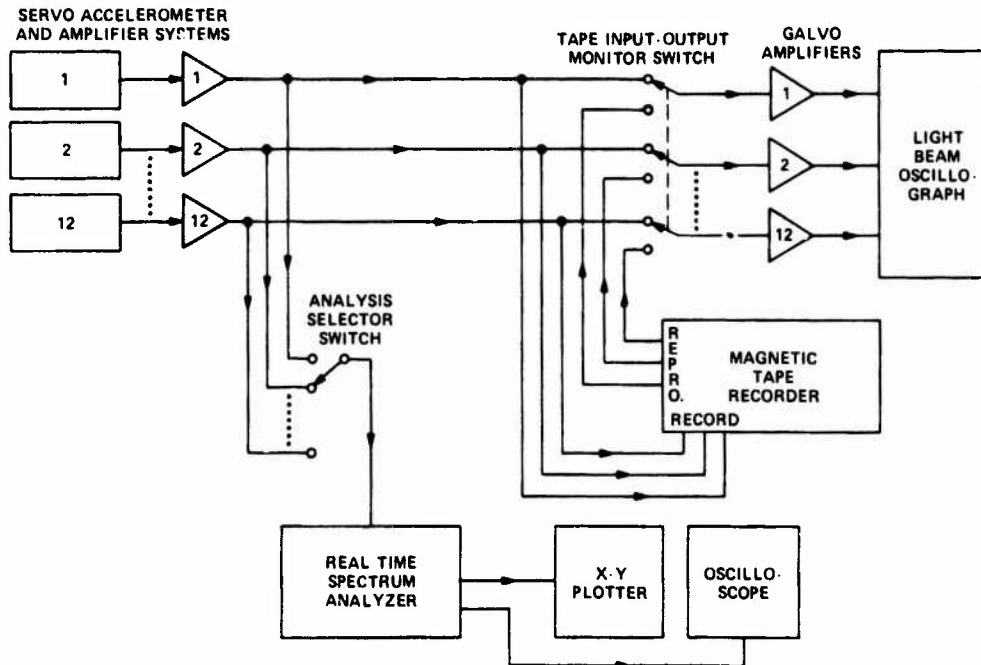 SERVO ACCELEROMETER
AND AMPLIFIER SYSTEMS
1
1
2
2
12
12
TAPE INPUT-OUTPUT
MONITOR SWITCH
GALVO
AMPLIFIERS
1
2
12
LIGHT
BEAM
OSCILLO-
GRAPH
ANALYSIS
SELECTOR
SWITCH
REPRO.
MAGNETIC
TAPE
RECORDER
RECORD
REAL TIME
SPECTRUM
ANALYZER
X-Y
PLOTTER
OSCILLO-
SCOPE